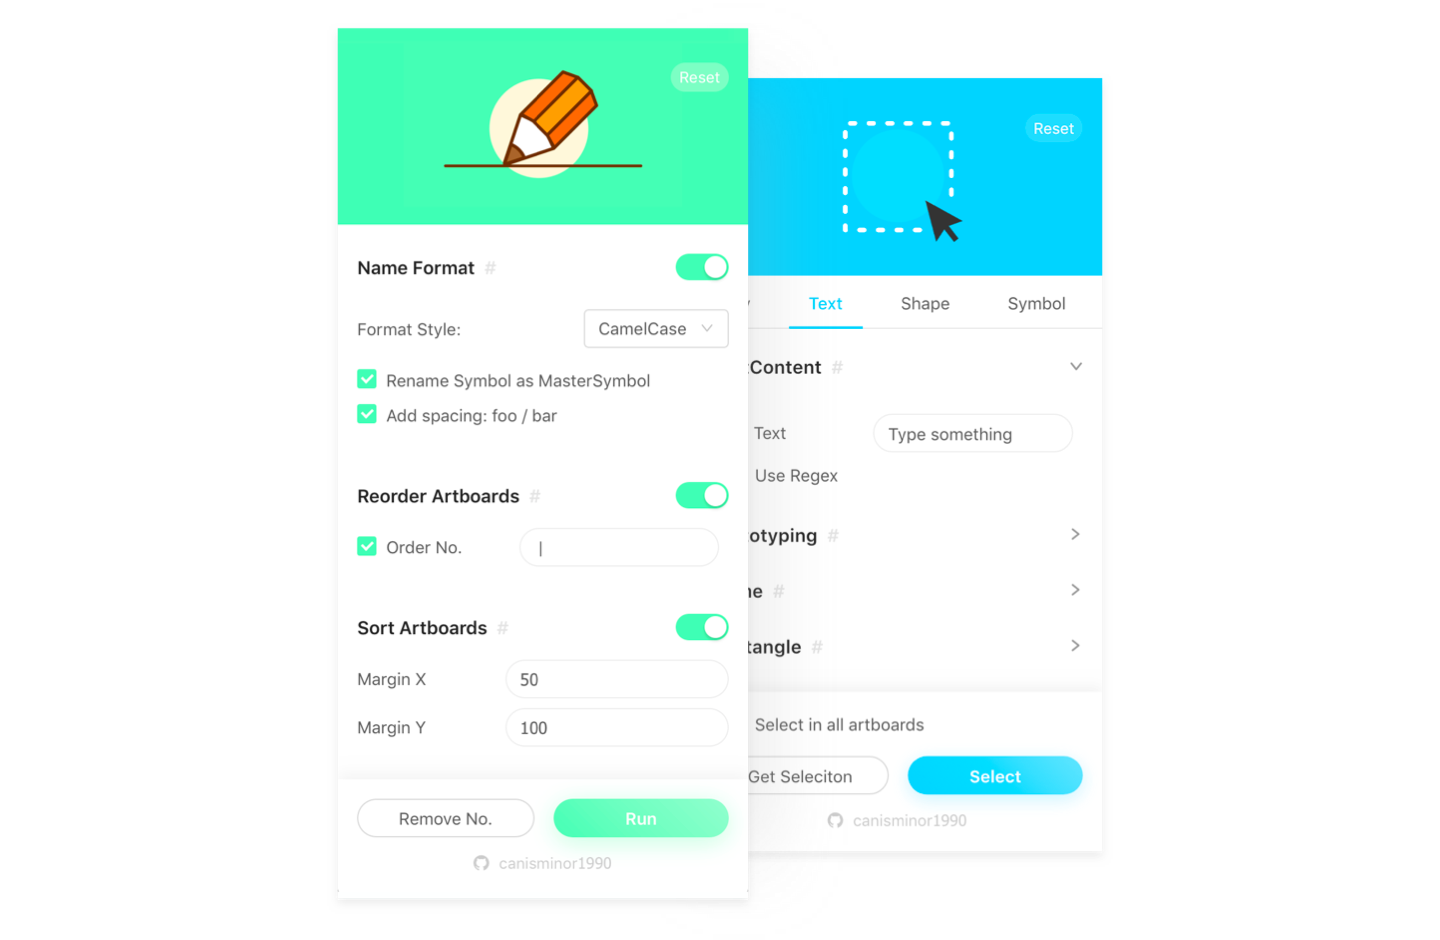 Reset
Name Format #
Format Style: CamelCase
Rename Symbol as MasterSymbol
Add spacing: foo / bar
Reorder Artboards #
Order No. |
Sort Artboards #
Margin X 50
Margin Y 100
Remove No. Run
canisminor1990
Reset
Text Shape Symbol
Content #
Text Type something
Use Regex
otyping #
ne #
tangle #
Select in all artboards
Get Seleciton Select
canisminor1990